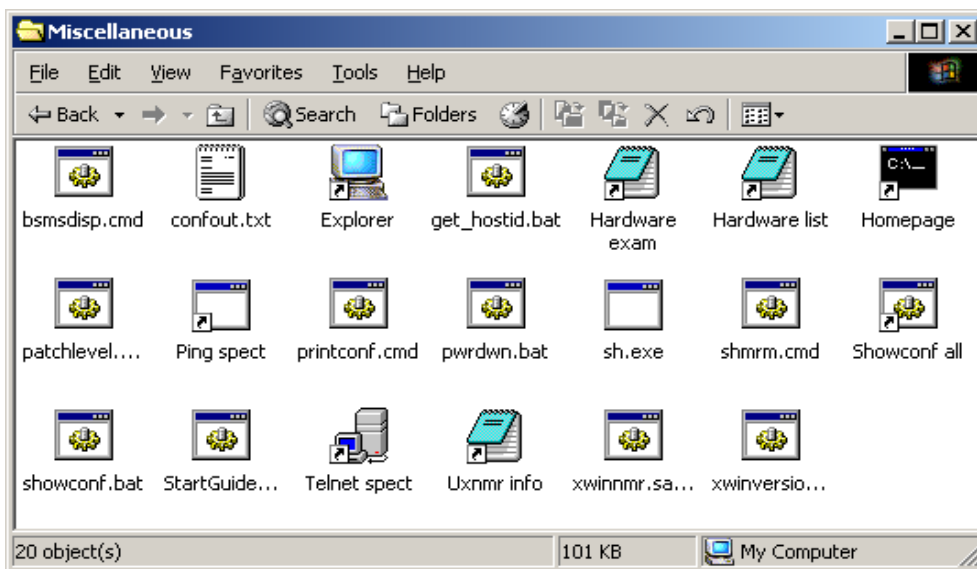 Miscellaneous
File Edit View Favorites Tools Help
Back Search Folders
C:\_
bsmsdisp.cmd confout.txt Explorer get_hostid.bat Hardware exam Hardware list Homepage
patchlevel.... Ping spect printconf.cmd pwrdwn.bat sh.exe shmrm.cmd Showconf all
showconf.bat StartGuide... Telnet spect Uxnmr info xwinnmr.sa... xwinversio...
20 object(s) 101 KB My Computer